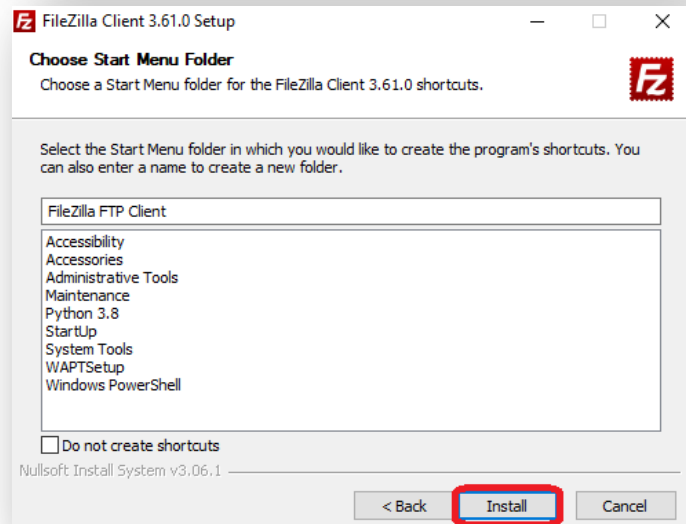 FileZilla Client 3.61.0 Setup
Choose Start Menu Folder
Choose a Start Menu folder for the FileZilla Client 3.61.0 shortcuts.
Fz
Select the Start Menu folder in which you would like to create the program's shortcuts. You
can also enter a name to create a new folder.
FileZilla FTP Client
Accessibility
Accessories
Administrative Tools
Maintenance
Python 3.8
StartUp
System Tools
WAPTSetup
Windows PowerShell
Do not create shortcuts
Nullsoft Install System v3.06.1
< Back Install Cancel